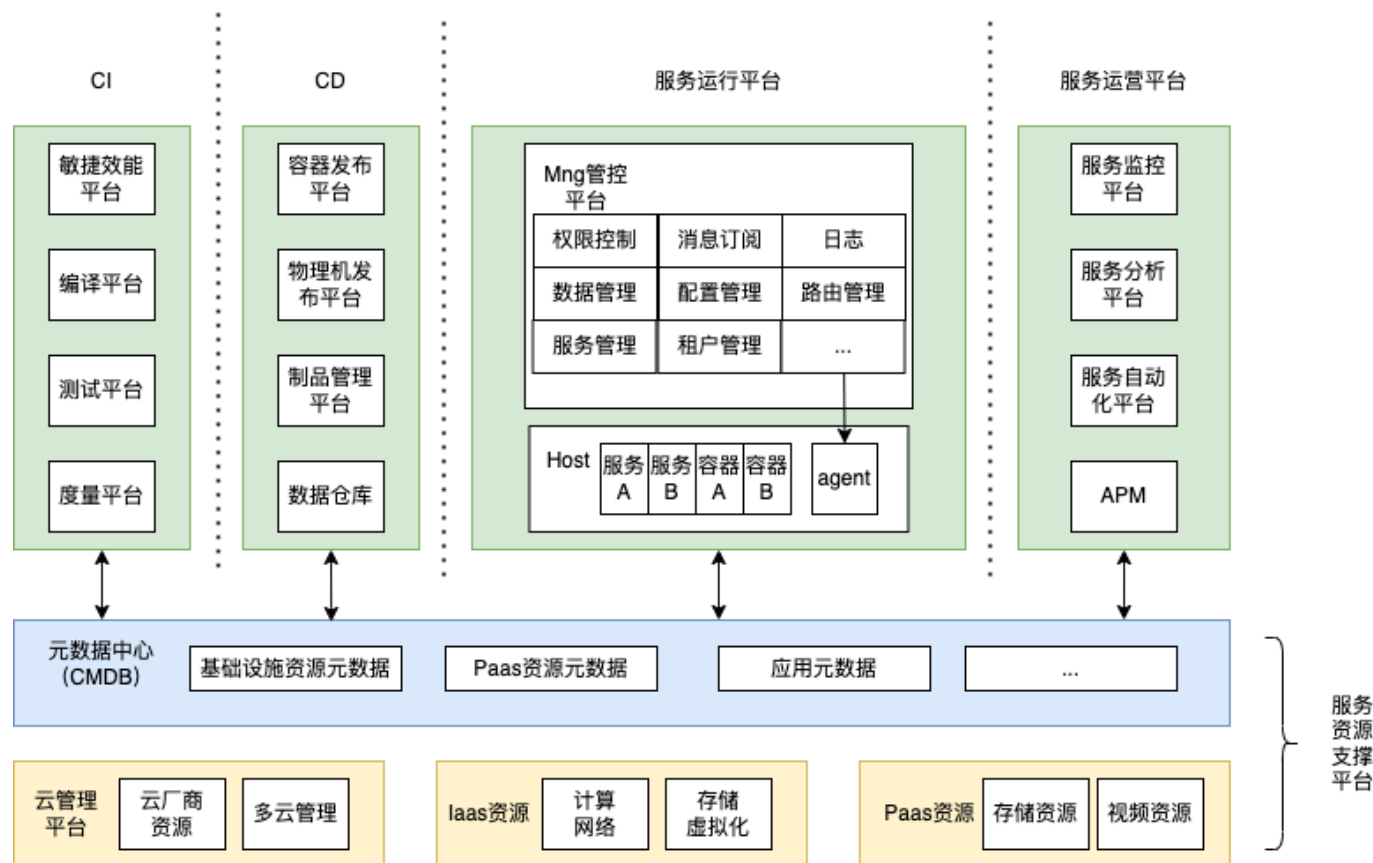 CI
CD
服务运行平台
服务运营平台
敏捷效能
平台
编译平台
测试平台
度量平台
容器发布
平台
物理机发
布平台
制品管理
平台
数据仓库
Mng管控
平台
权限控制
消息订阅
日志
数据管理
配置管理
路由管理
服务管理
租户管理
...
Host
服务
A
服务
B
容器
A
容器
B
agent
服务监控
平台
服务分析
平台
服务自动
化平台
APM
元数据中心
（CMDB）
基础设施资源元数据
Paas资源元数据
应用元数据
...
云管理
平台
云厂商
资源
多云管理
Iaas资源
计算
网络
存储
虚拟化
Paas资源
存储资源
视频资源
服务
资源
支撑
平台